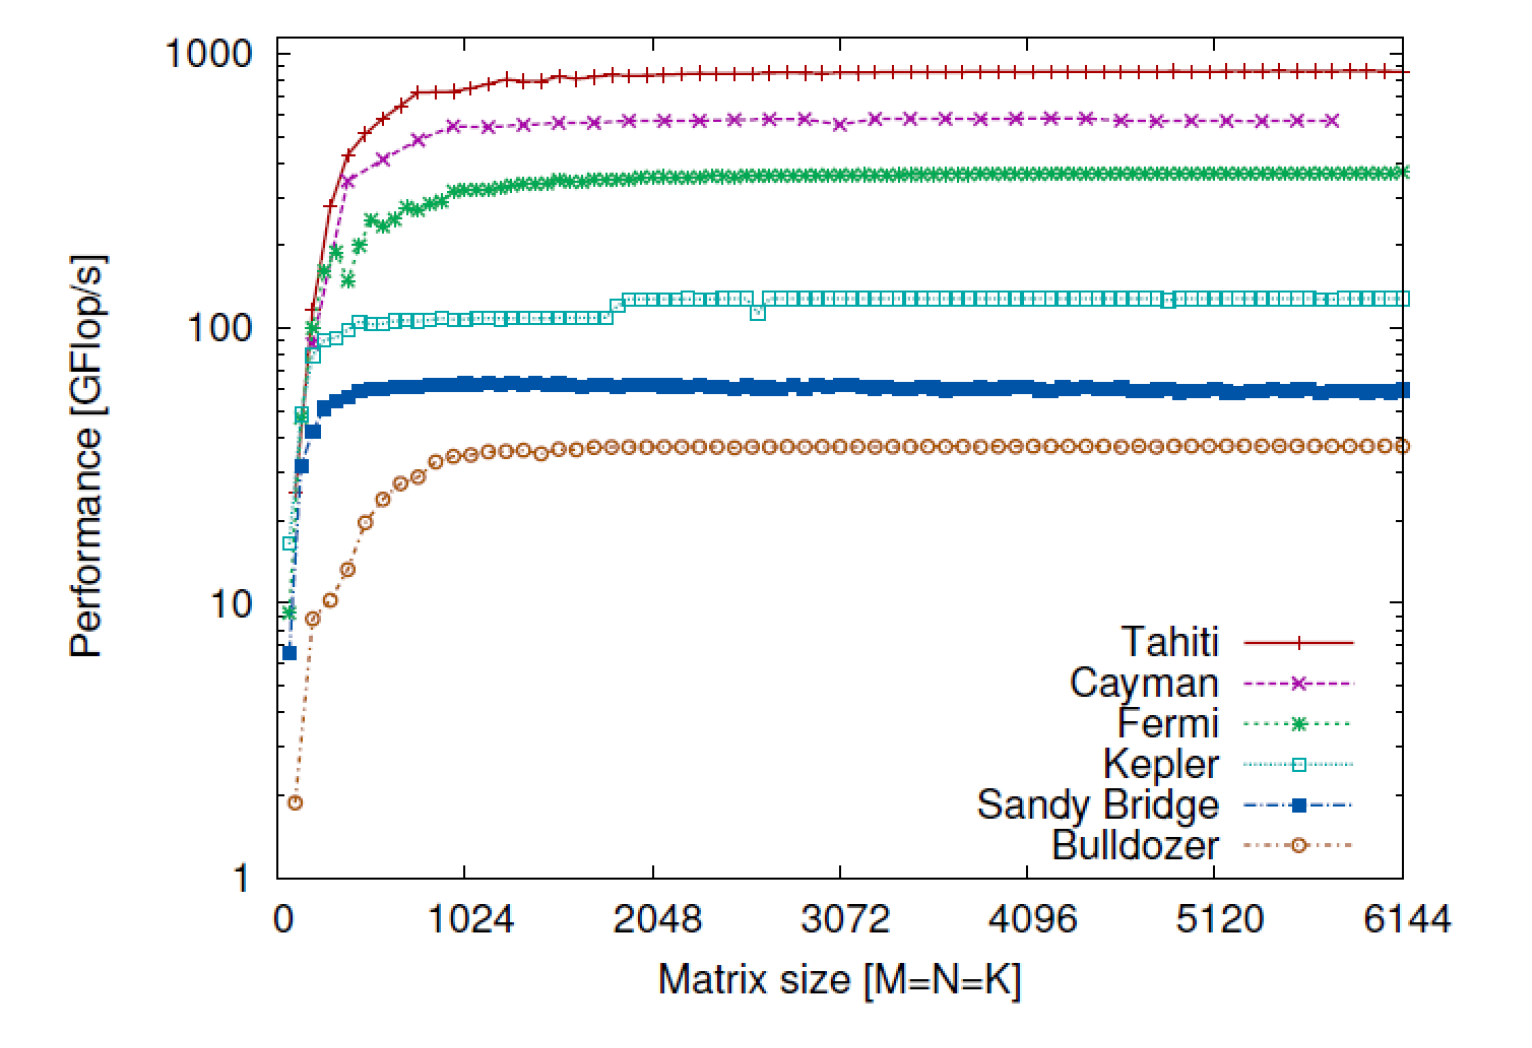 1000
100
10
1
Performance [GFlop/s]
Tahiti
Cayman
Fermi
Kepler
Sandy Bridge
Bulldozer
0 1024 2048 3072 4096 5120 6144
Matrix size [M=N=K]